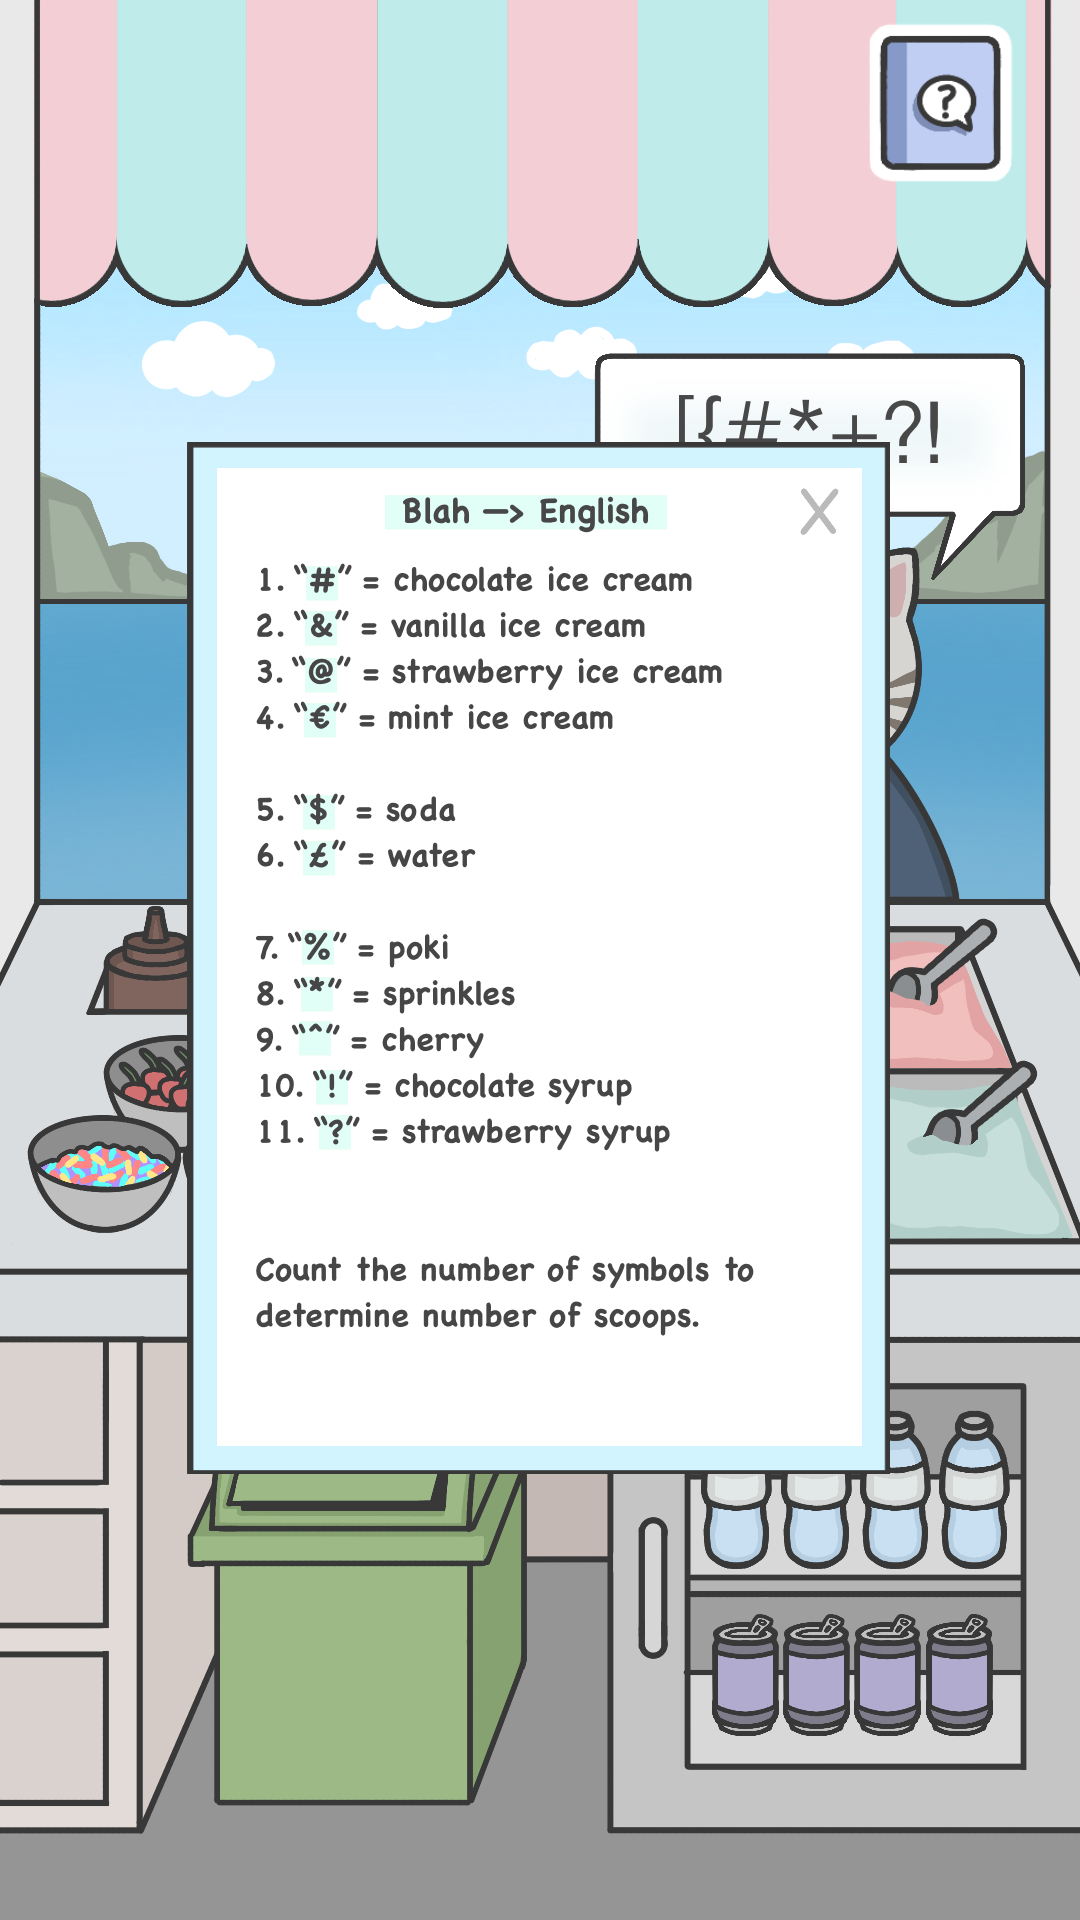 ?
[{#*+?!
Blah —> English
1. "#" = chocolate ice cream
2. "&" = vanilla ice cream
3. "@" = strawberry ice cream
4. "€" = mint ice cream
5. "$" = soda
6. "£" = water
7. "%" = poki
8. "*" = sprinkles
9. "^" = cherry
10. "!" = chocolate syrup
11. "?" = strawberry syrup
Count the number of symbols to
determine number of scoops.